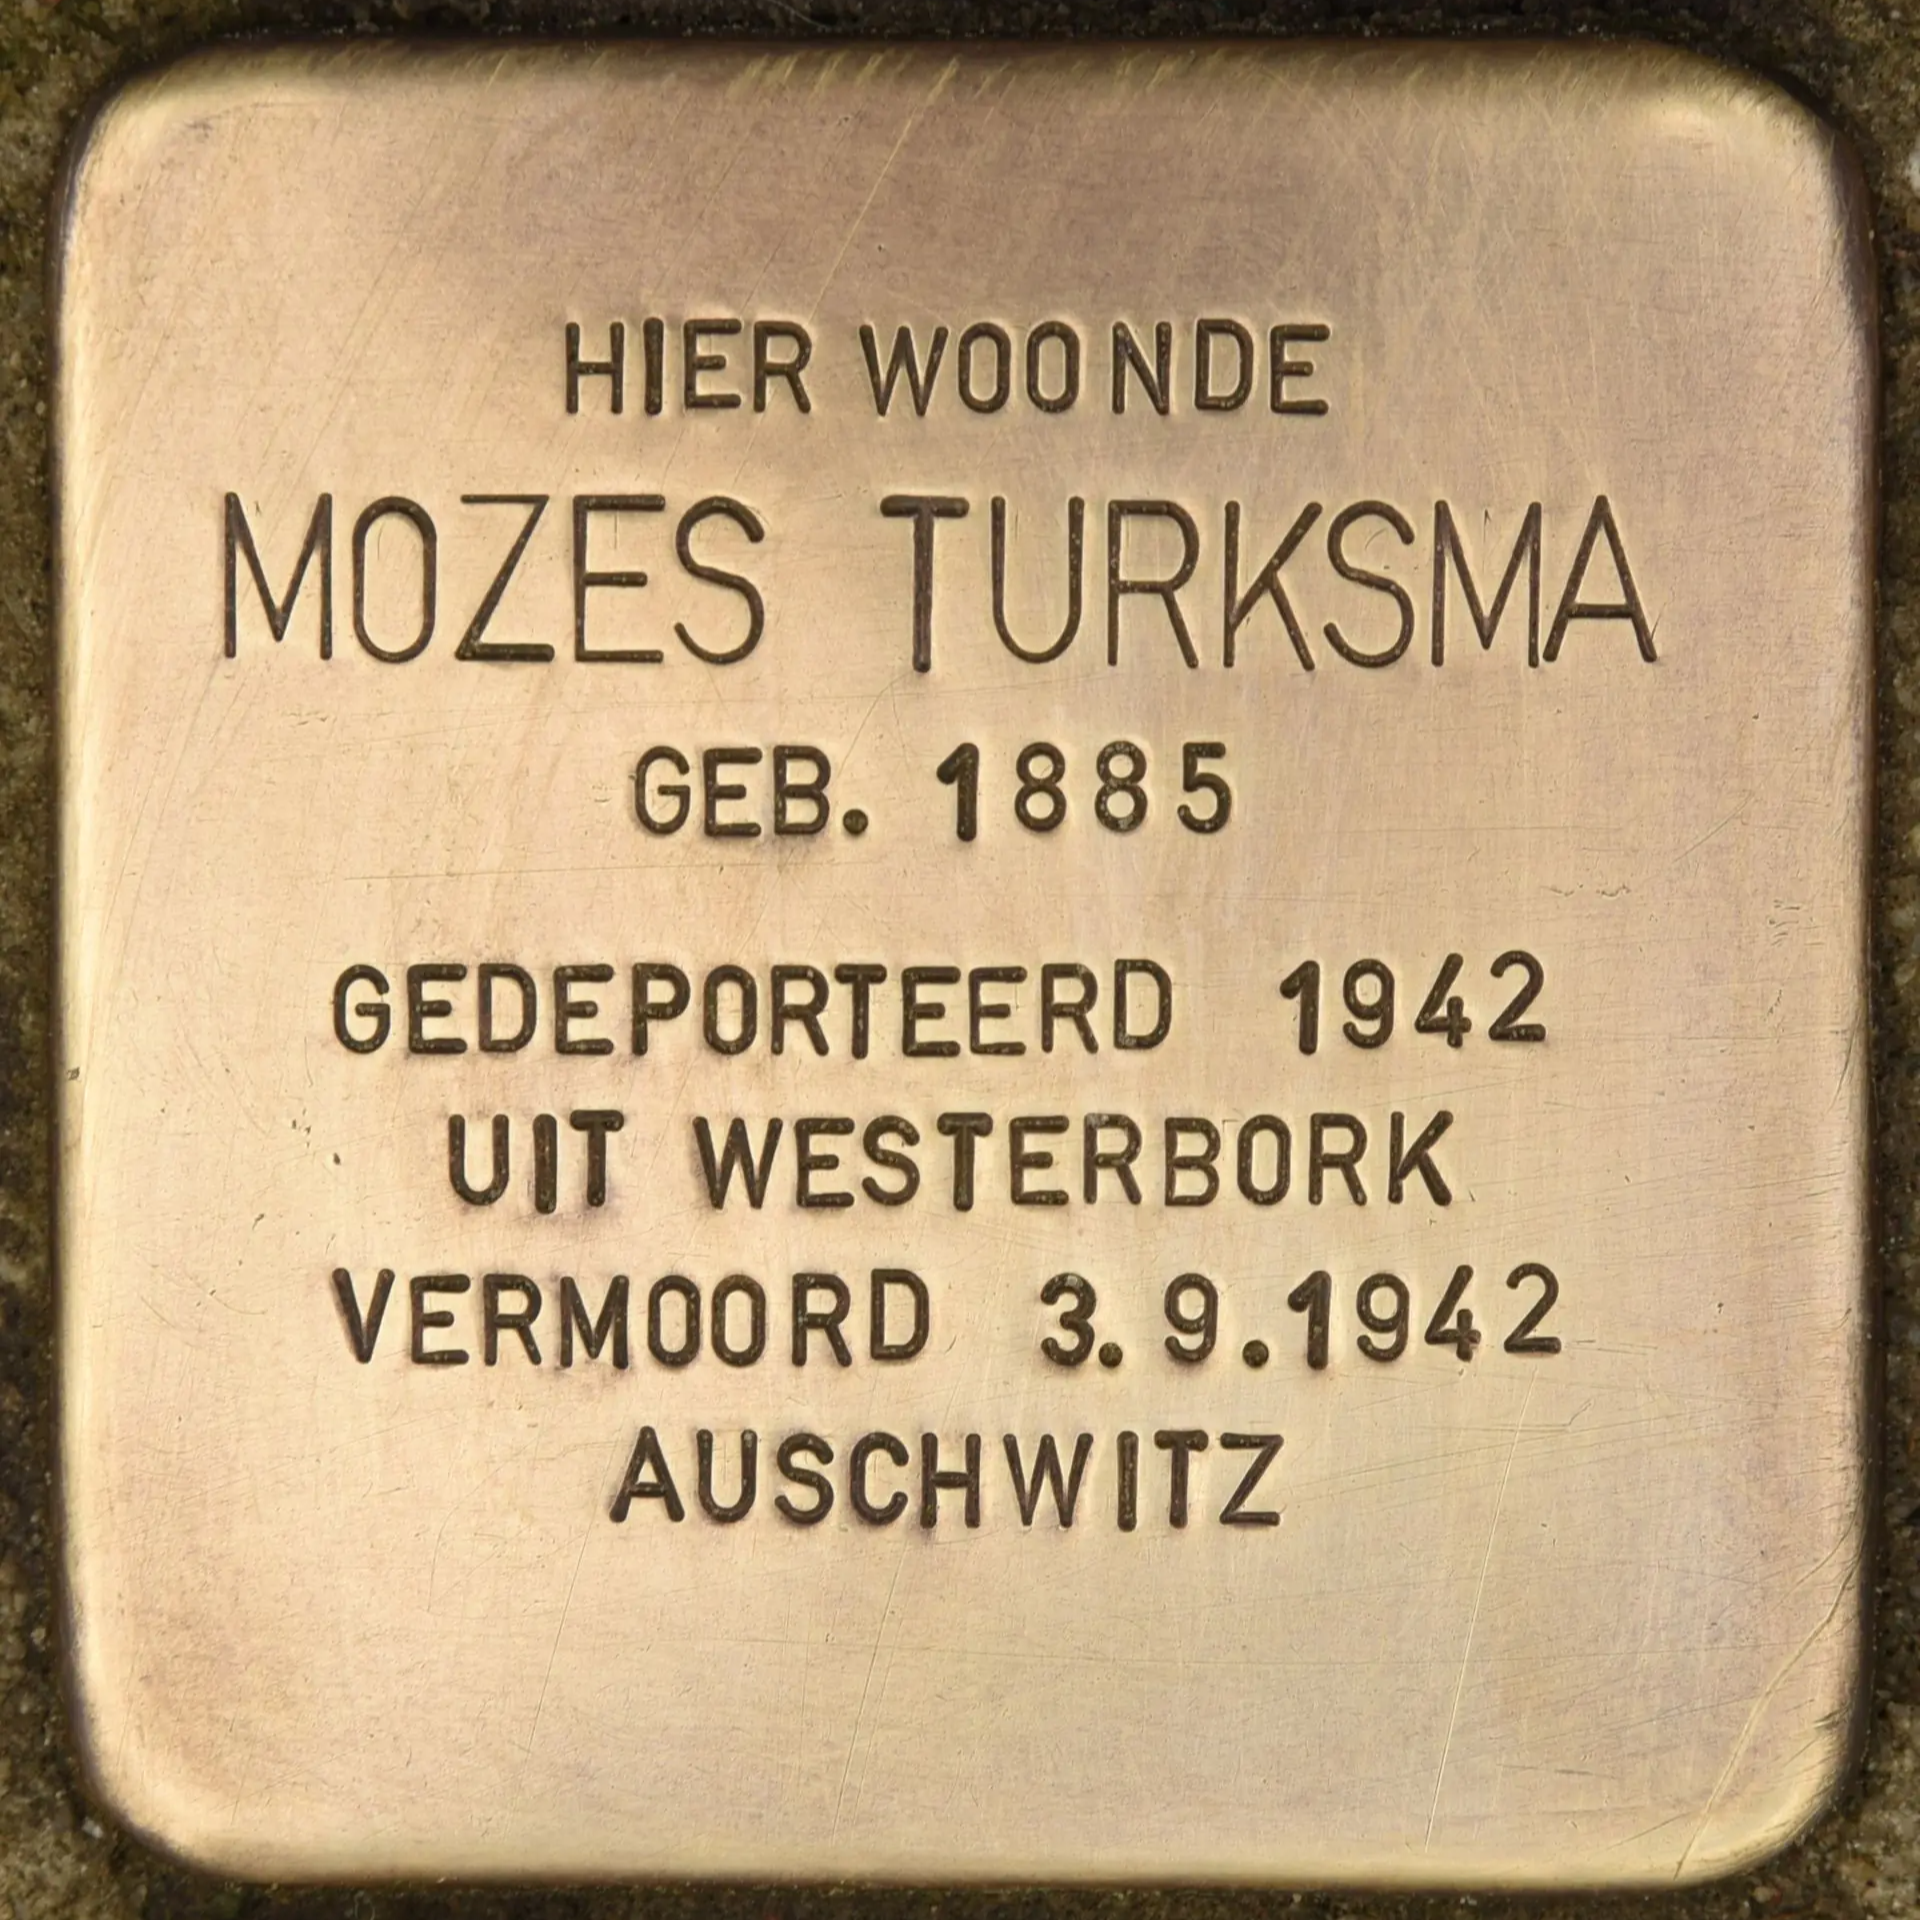 HIER WOONDE
MOZES TURKSMA
GEB. 1885
GEDEPORTEERD 1942
UIT WESTERBORK
VERMOORD 3.9.1942
AUSCHWITZ